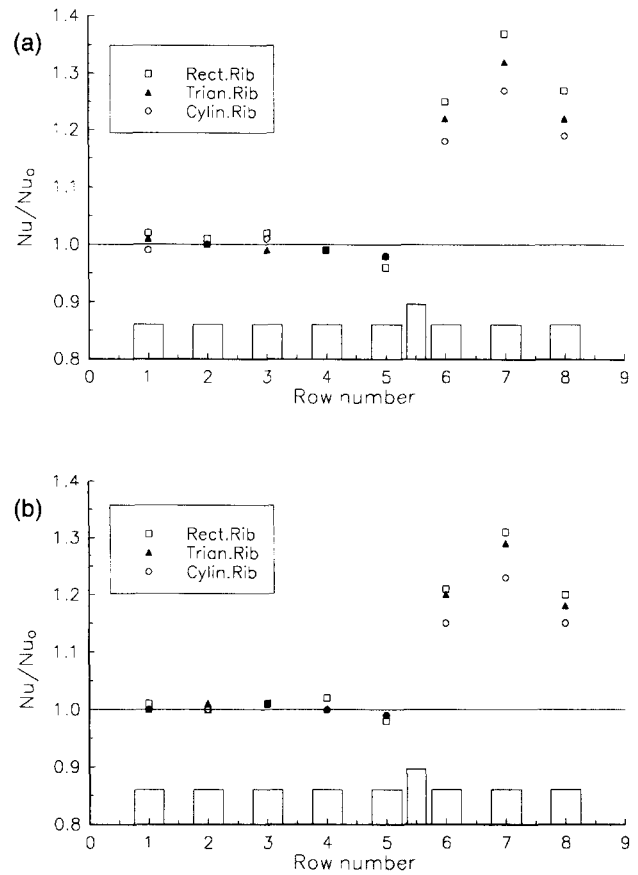 (a)
1.4
1.3
1.2
1.1
1.0
0.9
0.8
Nu/Nuo
Rect.Rib
Trian.Rib
Cylin.Rib
0 1 2 3 4 5 6 7 8 9
Row number
(b)
1.4
1.3
1.2
1.1
1.0
0.9
0.8
Nu/Nuo
Rect.Rib
Trian.Rib
Cylin.Rib
0 1 2 3 4 5 6 7 8 9
Row number